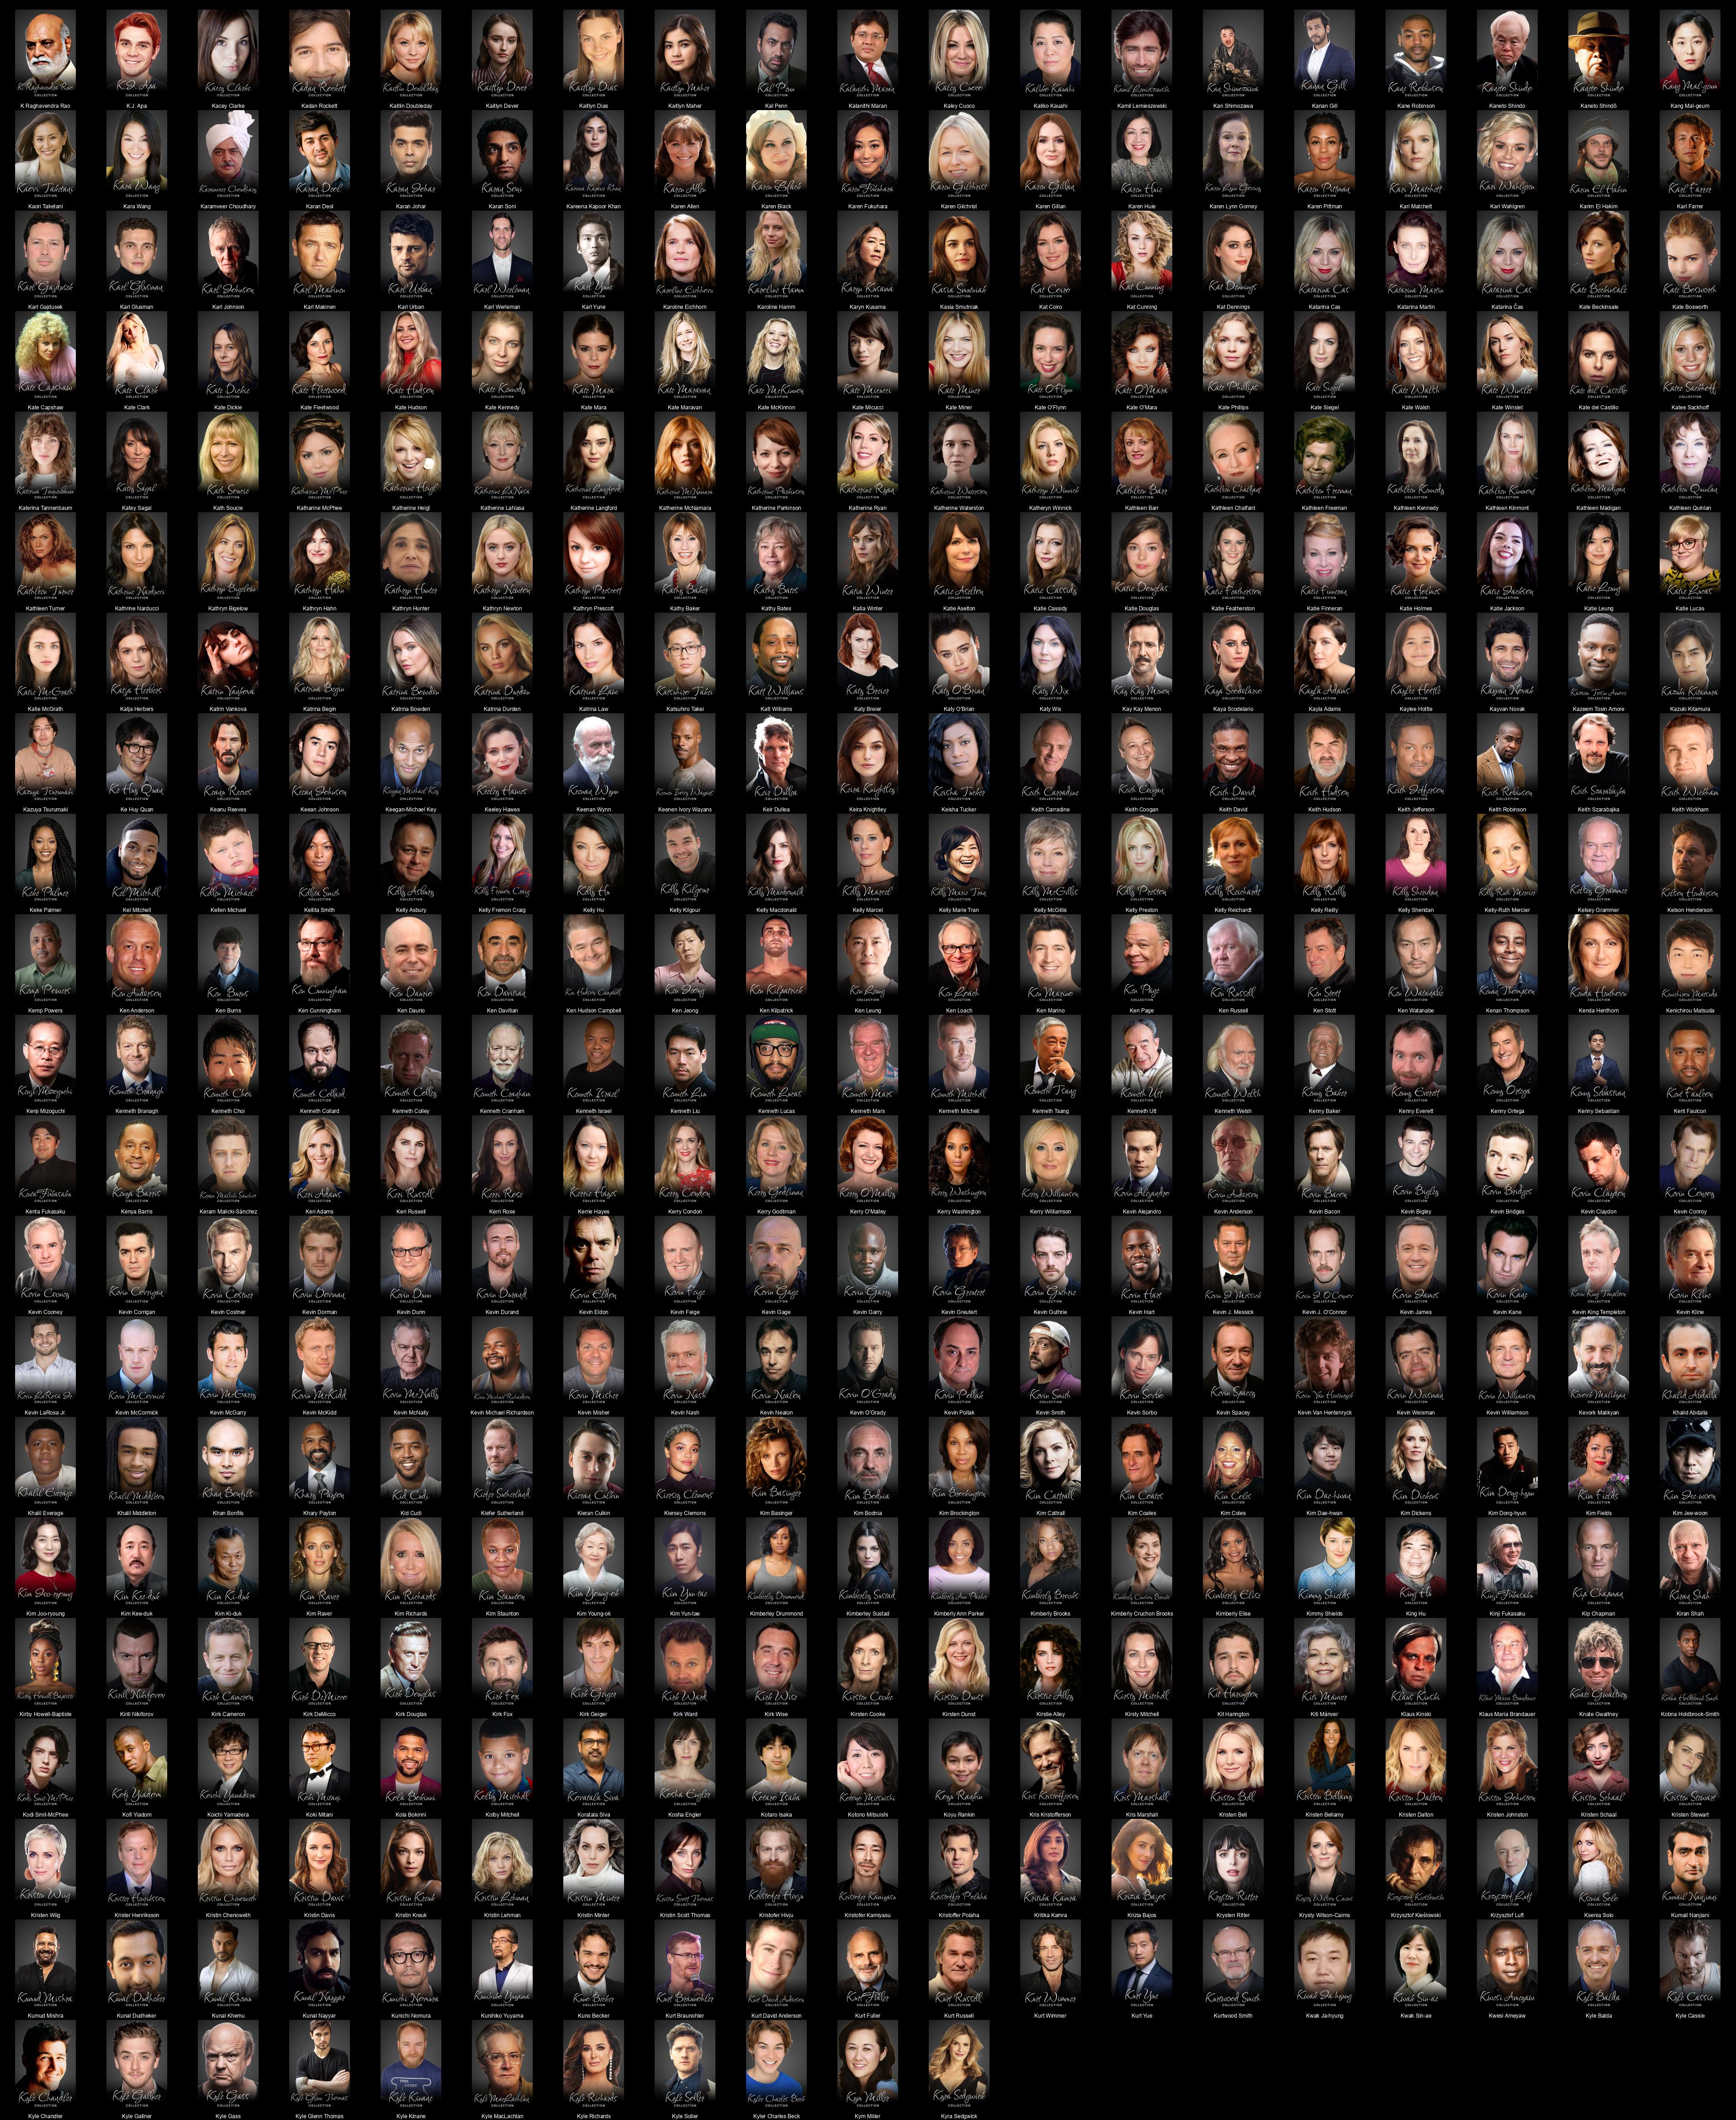 K Raghavendra Rao K.J. Apa Kacey Clarke Kadan Rockett Kaitlin Doubleday Kaitlyn Dever Kaitlyn Dias Kaitlyn Maher Kal Penn Kalanithi Maran Kaley Cuoco Kaliko Kauahi Kamil Lemieszewski Kan Shimozawa Kanan Gill Kane Robinson Kaneto Shindo Kaneto Shindô Kang Mal-geum
Kaori Taketani Kara Wang Karamveer Choudhary Karan Deol Karan Johar Karan Soni Kareena Kapoor Khan Karen Allen Karen Black Karen Fukuhara Karen Gilchrist Karen Gillan Karen Huie Karen Lynn Gorney Karen Pittman Kari Matchett Kari Wahlgren Karim El Hakim Karl Farrer
Karl Gajdusek Karl Glusman Karl Johnson Karl Makinen Karl Urban Karl Werleman Karl Yune Karoline Eichhorn Karoline Hamm Karyn Kusama Kasia Smutniak Kat Coiro Kat Cunning Kat Dennings Katarina Cas Katarina Martin Katarina Čas Kate Beckinsale Kate Bosworth
Kate Capshaw Kate Clark Kate Dickie Kate Fleetwood Kate Hudson Kate Kennedy Kate Mara Kate Maravan Kate McKinnon Kate Micucci Kate Miner Kate O'Flynn Kate O'Mara Kate Phillips Kate Siegel Kate Walsh Kate Winslet Kate del Castillo Katee Sackhoff
Katerina Tannenbaum Katey Sagal Kath Soucie Katharine McPhee Katherine Heigl Katherine LaNasa Katherine Langford Katherine McNamara Katherine Parkinson Katherine Ryan Katherine Waterston Katheryn Winnick Kathleen Barr Kathleen Chalfant Kathleen Freeman Kathleen Kennedy Kathleen Kinmont Kathleen Madigan Kathleen Quinlan
Kathleen Turner Kathrine Narducci Kathryn Bigelow Kathryn Hahn Kathryn Hunter Kathryn Newton Kathryn Prescott Kathy Baker Kathy Bates Katia Winter Katie Aselton Katie Cassidy Katie Douglas Katie Featherston Katie Finneran Katie Holmes Katie Jackson Katie Leung Katie Lucas
Katie McGrath Katja Herbers Katrin Vankova Katrina Begin Katrina Bowden Katrina Durden Katrina Law Katsuhiro Takei Katt Williams Katy Breier Katy O'Brian Katy Wix Kay Kay Menon Kaya Scodelario Kayla Adams Kaylee Hottle Kayvan Novak Kazeem Tosin Amore Kazuki Kitamura
Kazuya Tsurumaki Ke Huy Quan Keanu Reeves Keean Johnson Keegan-Michael Key Keeley Hawes Keenan Wynn Keenen Ivory Wayans Keir Dullea Keira Knightley Keisha Tucker Keith Carradine Keith Coogan Keith David Keith Hudson Keith Jefferson Keith Robinson Keith Szarabajka Keith Wickham
Keke Palmer Kel Mitchell Kellen Michael Kellita Smith Kelly Asbury Kelly Fremon Craig Kelly Hu Kelly Kilgour Kelly Macdonald Kelly Marcel Kelly Marie Tran Kelly McGillis Kelly Preston Kelly Reichardt Kelly Reilly Kelly Sheridan Kelly-Ruth Mercier Kelsey Grammer Kelson Henderson
Kemp Powers Ken Anderson Ken Burns Ken Cunningham Ken Daurio Ken Davitian Ken Hudson Campbell Ken Jeong Ken Kilpatrick Ken Leung Ken Loach Ken Marino Ken Page Ken Russell Ken Stott Ken Watanabe Kenan Thompson Kenda Henthorn Kenichirou Matsuda
Kenji Mizoguchi Kenneth Branagh Kenneth Choi Kenneth Collard Kenneth Colley Kenneth Cranham Kenneth Israel Kenneth Liu Kenneth Lucas Kenneth Mars Kenneth Mitchell Kenneth Tsang Kenneth Utt Kenneth Welsh Kenny Baker Kenny Everett Kenny Ortega Kenny Sebastian Kent Faulcon
Kenta Fukasaku Kenya Barris Keram Malicki-Sánchez Keri Adams Keri Russell Kerri Rose Kerrie Hayes Kerry Condon Kerry Godliman Kerry O'Malley Kerry Washington Kerry Williamson Kevin Alejandro Kevin Anderson Kevin Bacon Kevin Bigley Kevin Bridges Kevin Claydon Kevin Conroy
Kevin Cooney Kevin Corrigan Kevin Costner Kevin Dorman Kevin Dunn Kevin Durand Kevin Eldon Kevin Feige Kevin Gage Kevin Garry Kevin Greutert Kevin Guthrie Kevin Hart Kevin J. Messick Kevin J. O'Connor Kevin James Kevin Kane Kevin King Templeton Kevin Kline
Kevin LaRosa Jr. Kevin McCormick Kevin McGarry Kevin McKidd Kevin McNally Kevin Michael Richardson Kevin Misher Kevin Nash Kevin Nealon Kevin O'Grady Kevin Pollak Kevin Smith Kevin Sorbo Kevin Spacey Kevin Van Hentenryck Kevin Weisman Kevin Williamson Kevork Malikyan Khalid Abdalla
Khalil Everage Khalil Middleton Khan Bonfils Khary Payton Kid Cudi Kiefer Sutherland Kieran Culkin Kiersey Clemons Kim Basinger Kim Bodnia Kim Brockington Kim Cattrall Kim Coates Kim Coles Kim Dae-hwan Kim Dickens Kim Dong-hyun Kim Fields Kim Jee-woon
Kim Joo-ryoung Kim Kee-duk Kim Ki-duk Kim Raver Kim Richards Kim Staunton Kim Young-ok Kim Yun-tae Kimberley Drummond Kimberley Sustad Kimberly Ann Parker Kimberly Brooks Kimberly Cruchon Brooks Kimberly Elise Kimmy Shields King Hu Kinji Fukasaku Kip Chapman Kiran Shah
Kirby Howell-Baptiste Kirill Nikiforov Kirk Cameron Kirk DeMicco Kirk Douglas Kirk Fox Kirk Geiger Kirk Ward Kirk Wise Kirsten Cooke Kirsten Dunst Kirstie Alley Kirsty Mitchell Kit Harington Kiti Mánver Klaus Kinski Klaus Maria Brandauer Knate Gwaltney Kobna Holdbrook-Smith
Kodi Smit-McPhee Kofi Yiadom Koichi Yamadera Koki Mitani Kola Bokinni Kolby Mitchell Koratala Siva Kosha Engler Kotaro Isaka Kotono Mitsuishi Koyu Rankin Kris Kristofferson Kris Marshall Kristen Bell Kristen Bellamy Kristen Dalton Kristen Johnston Kristen Schaal Kristen Stewart
Kristen Wiig Krister Henriksson Kristin Chenoweth Kristin Davis Kristin Kreuk Kristin Lehman Kristin Minter Kristin Scott Thomas Kristofer Hivju Kristofer Kamiyasu Kristoffer Polaha Kritika Kamra Krizia Bajos Krysten Ritter Krysty Wilson-Cairns Krzysztof Kieślowski Krzysztof Luft Ksenia Solo Kumail Nanjiani
Kumud Mishra Kunal Dudheker Kunal Khemu Kunal Nayyar Kunichi Nomura Kunihiko Yuyama Kuno Becker Kurt Braunohler Kurt David Anderson Kurt Fuller Kurt Russell Kurt Wimmer Kurt Yue Kurtwood Smith Kwak Ja-hyung Kwak Sin-ae Kwesi Ameyaw Kyle Balda Kyle Cassie
Kyle Chandler Kyle Gallner Kyle Gass Kyle Glenn Thomas Kyle Kinane Kyle MacLachlan Kyle Richards Kyle Soller Kyler Charles Beck Kym Miller Kyra Sedgwick